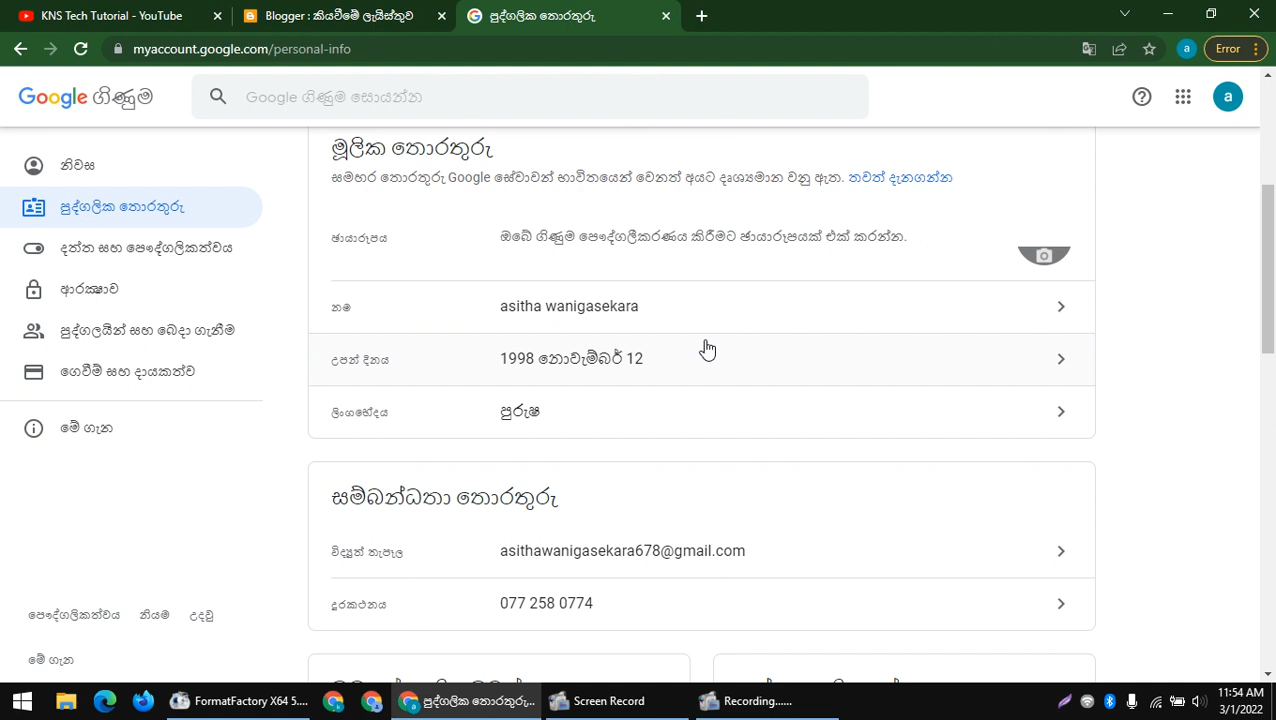 KNS Tech Tutorial - YouTube
Blogger : කියවීමේ ලැයිස්තුව
පුද්ගලික තොරතුරු
myaccount.google.com/personal-info
a
Error
Google ගිණුම
Google ගිණුම සොයන්න
a
නිවස
පුද්ගලික තොරතුරු
දත්ත සහ පෞද්ගලිකත්වය
ආරක්ෂාව
පුද්ගලයින් සහ බෙදා ගැනීම
ගෙවීම් සහ දායකත්ව
මේ ගැන
පෞද්ගලිකත්වය නියම උදවු
මේ ගැන
මූලික තොරතුරු
සමහර තොරතුරු Google සේවාවන් භාවිතයෙන් වෙනත් අයට දෘශ්‍යමාන වනු ඇත. තවත් දැනගන්න
ඡායාරූපය ඔබේ ගිණුම පෞද්ගලීකරණය කිරීමට ඡායාරූපයක් එක් කරන්න.
නම asitha wanigasekara
උපන් දිනය 1998 නොවැම්බර් 12
ලිංගභේදය පුරුෂ
සම්බන්ධතා තොරතුරු
විද්‍යුත් තැපෑල asithawanigasekara678@gmail.com
දුරකථනය 077 258 0774
FormatFactory X64 5....
පුද්ගලික තොරතුරු...
Screen Record
Recording......
11:54 AM
3/1/2022